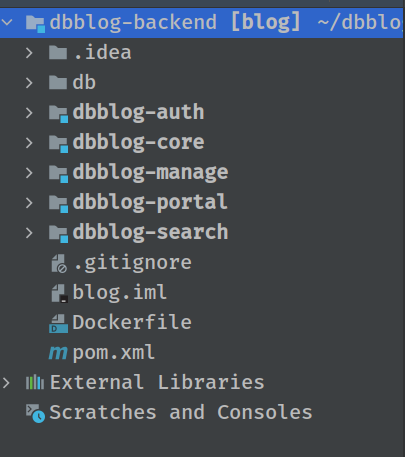 dbblog-backend [blog] ~/dbblo
.idea
db
dbblog-auth
dbblog-core
dbblog-manage
dbblog-portal
dbblog-search
.gitignore
blog.iml
Dockerfile
pom.xml
External Libraries
Scratches and Consoles